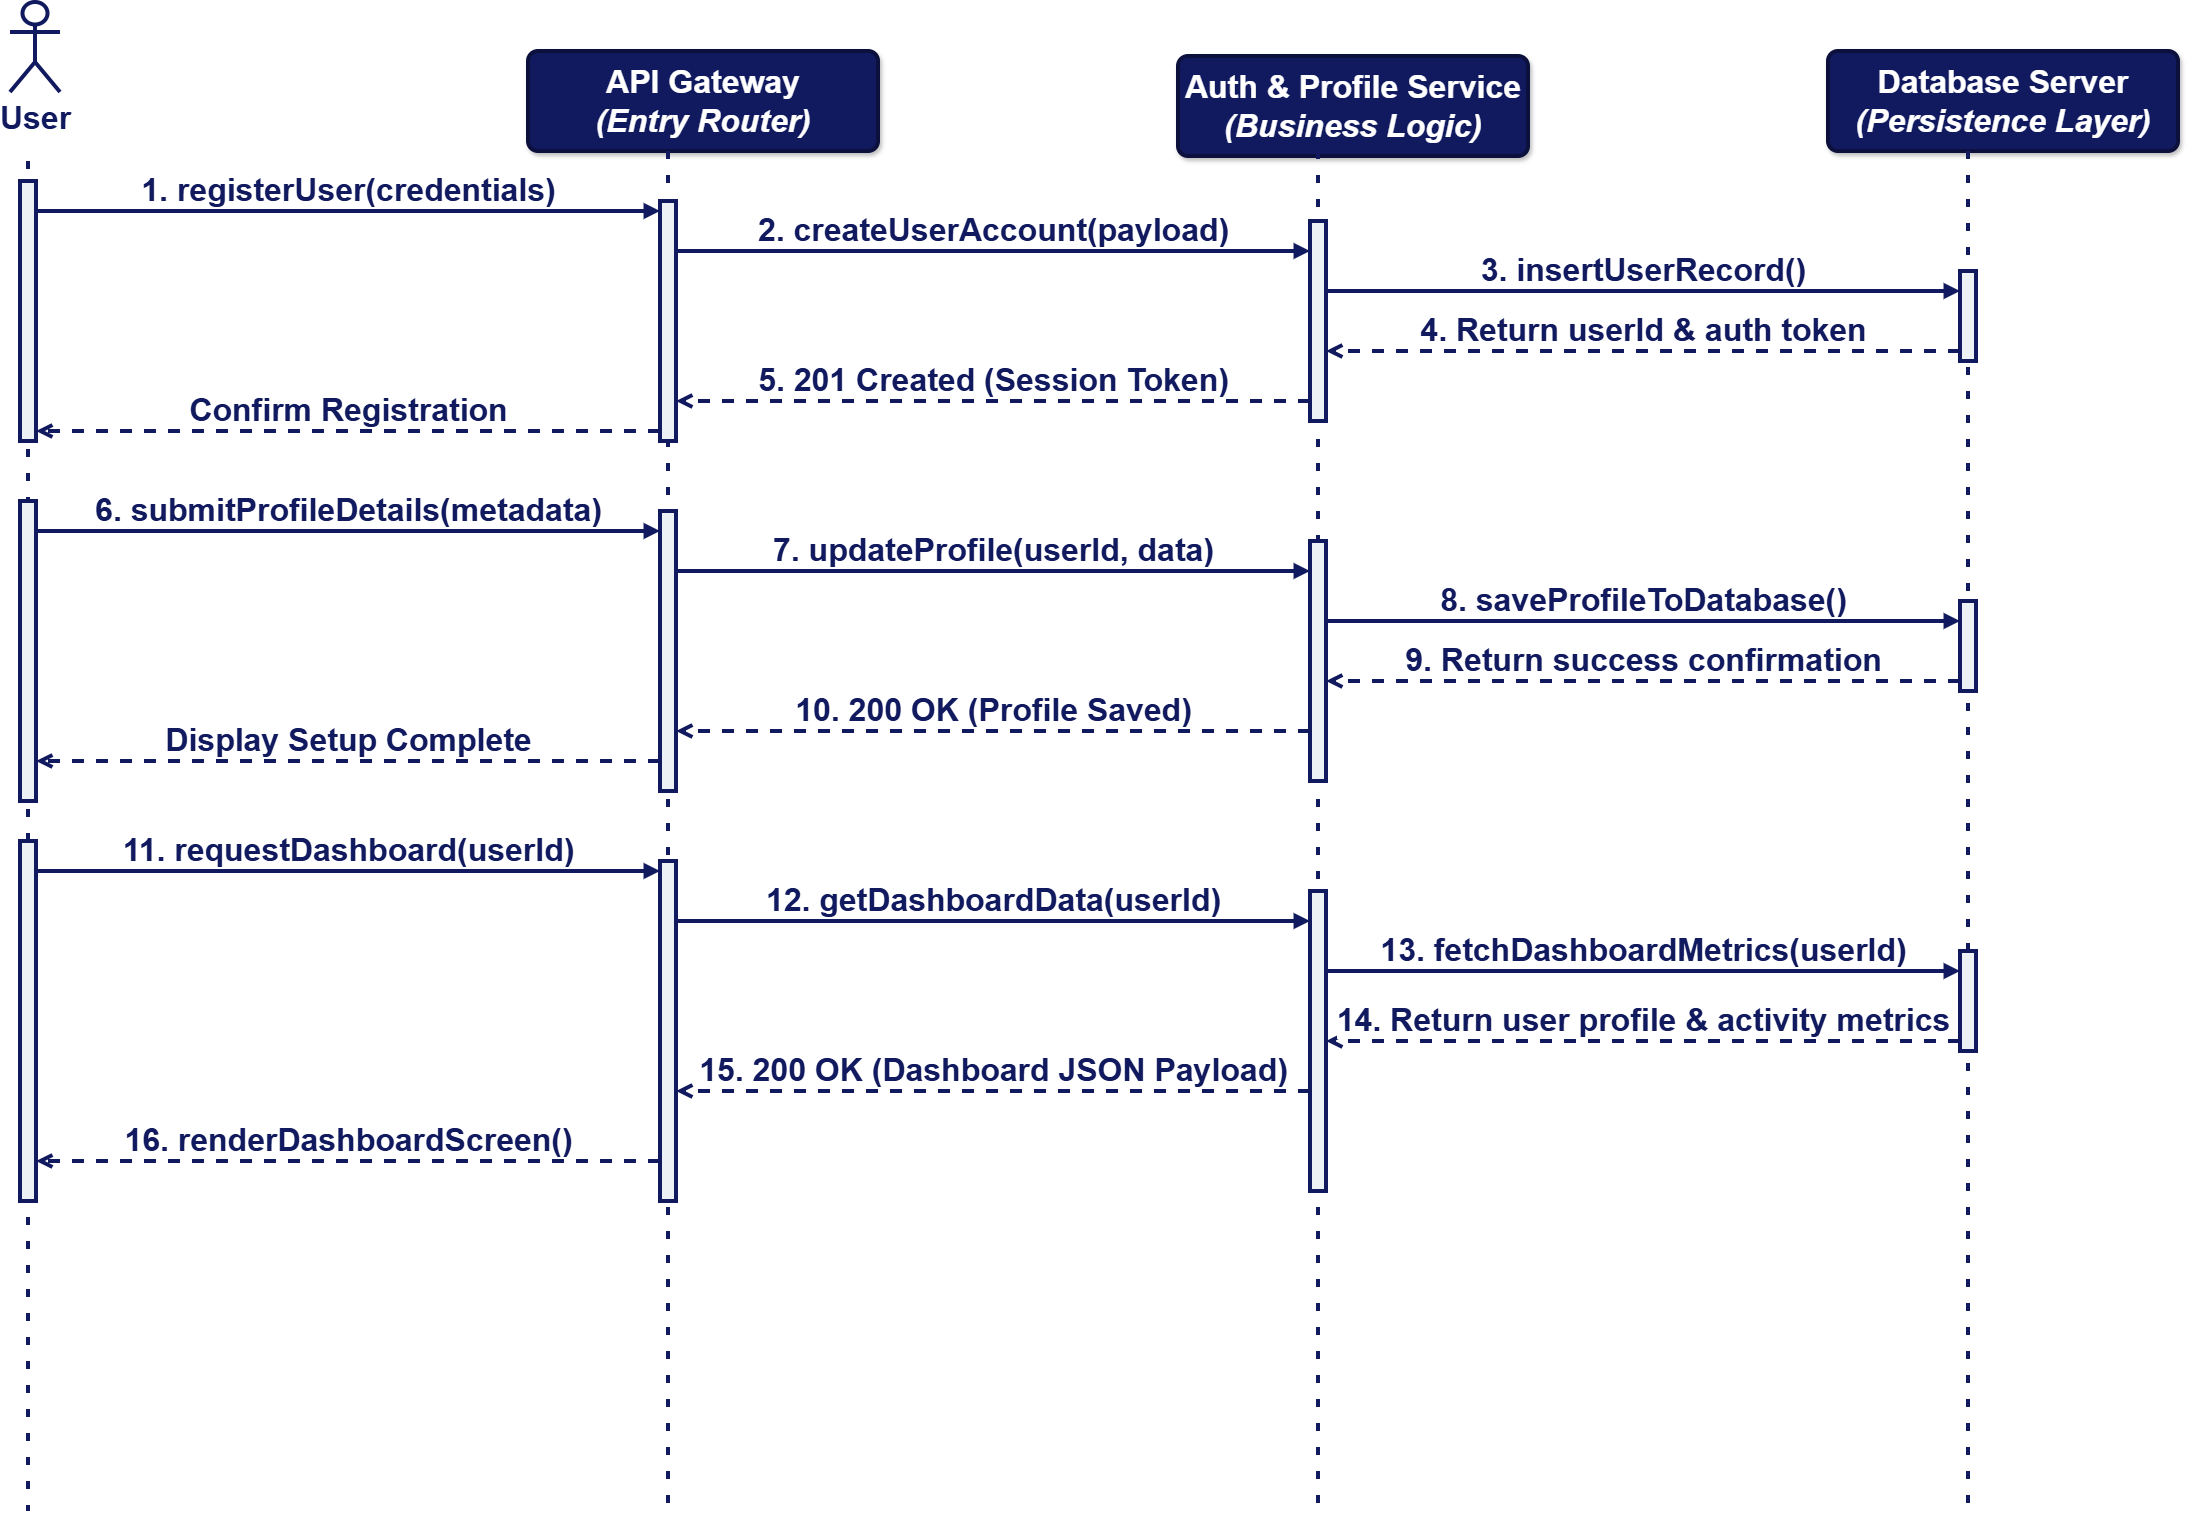 User
API Gateway
(Entry Router)
Auth & Profile Service
(Business Logic)
Database Server
(Persistence Layer)
1. registerUser(credentials)
2. createUserAccount(payload)
3. insertUserRecord()
4. Return userId & auth token
5. 201 Created (Session Token)
Confirm Registration
6. submitProfileDetails(metadata)
7. updateProfile(userId, data)
8. saveProfileToDatabase()
9. Return success confirmation
10. 200 OK (Profile Saved)
Display Setup Complete
11. requestDashboard(userId)
12. getDashboardData(userId)
13. fetchDashboardMetrics(userId)
14. Return user profile & activity metrics
15. 200 OK (Dashboard JSON Payload)
16. renderDashboardScreen()